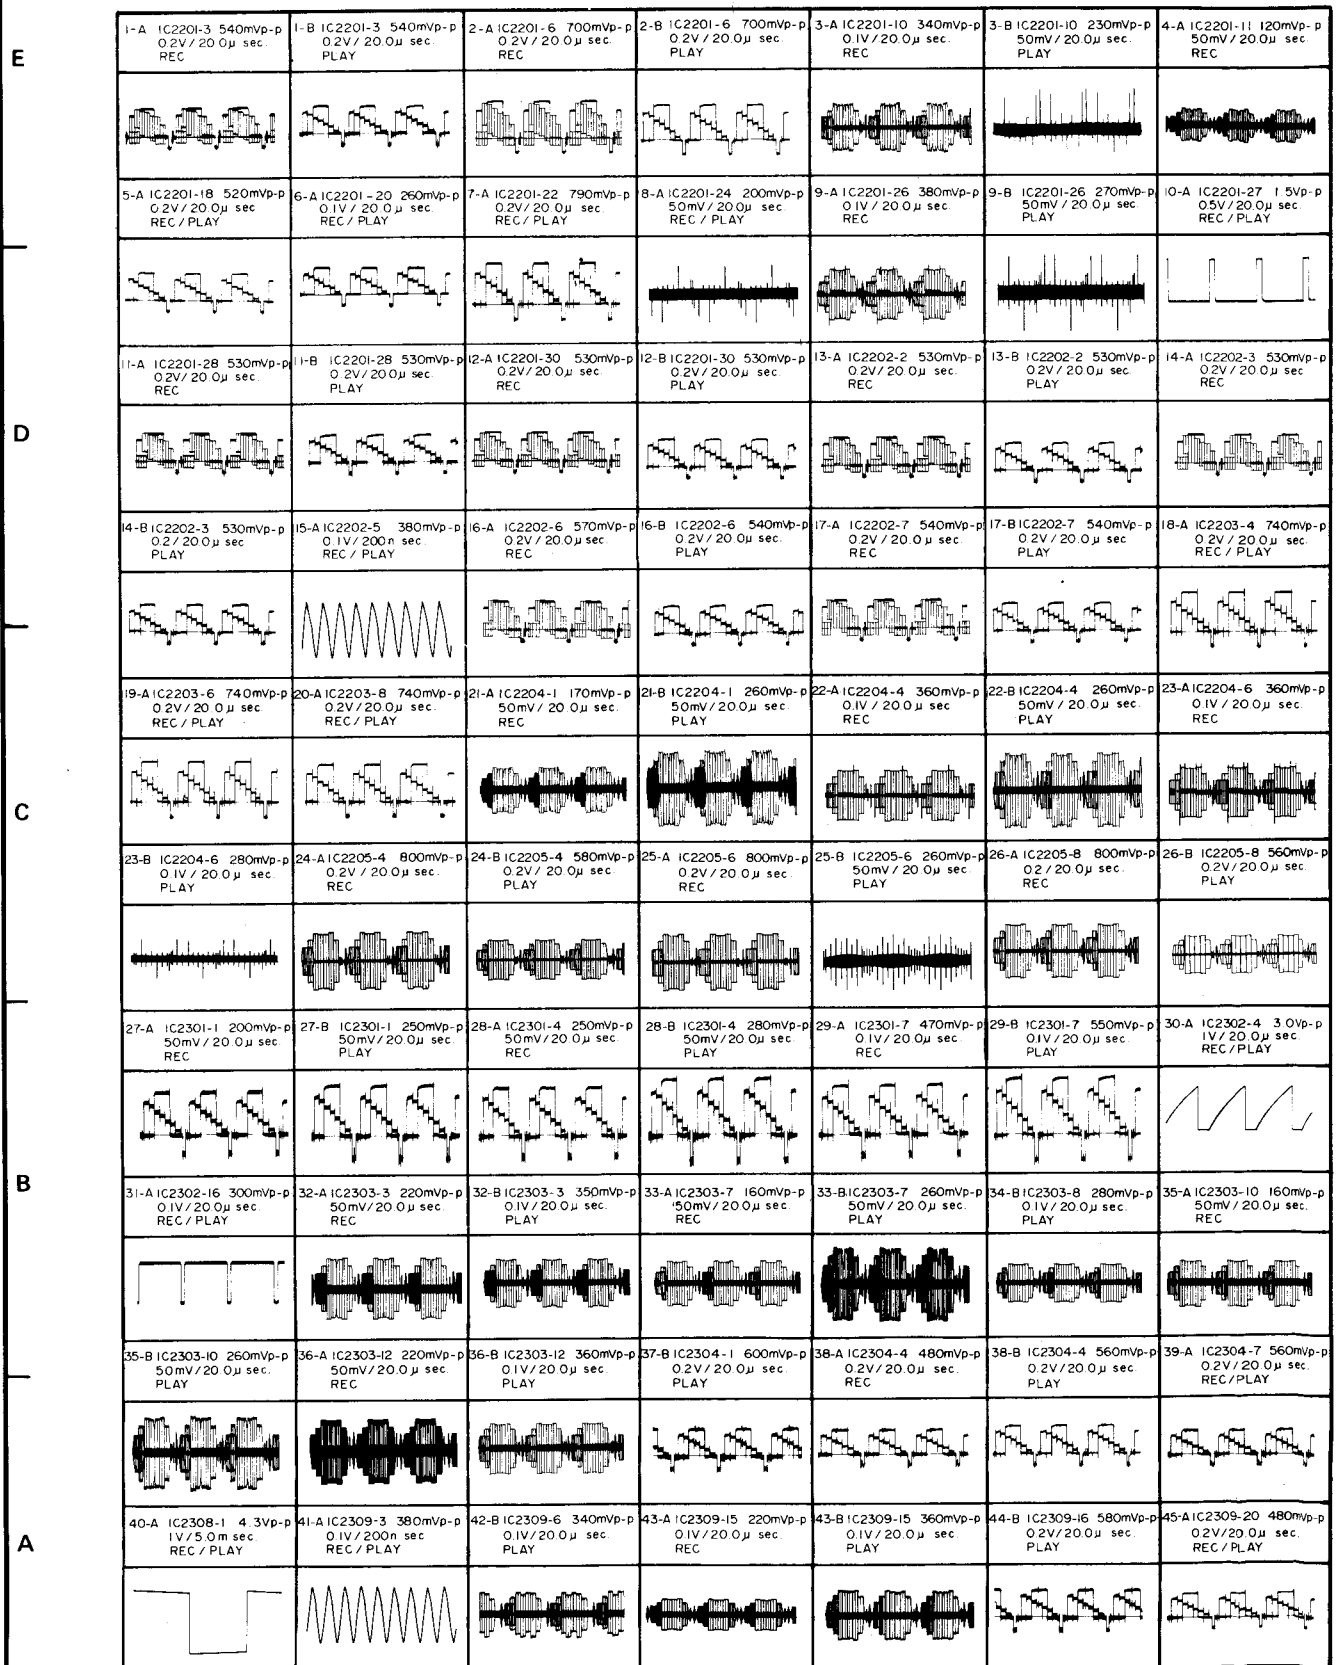 E
1-A IC2201-3 540mVp-p
0.2V/20.0μ sec
REC
1-B IC2201-3 540mVp-p
0.2V/20.0μ sec.
PLAY
2-A IC2201-6 700mVp-p
0.2V/20.0μ sec.
REC
2-B IC2201-6 700mVp-p
0.2V/20.0μ sec.
PLAY
3-A IC2201-10 340mVp-p
0.1V/20.0μ sec.
REC
3-B IC2201-10 230mVp-p
50mV/20.0μ sec.
PLAY
4-A IC2201-11 120mVp-p
50mV/20.0μ sec.
REC
5-A IC2201-18 520mVp-p
0.2V/20.0μ sec
REC/PLAY
6-A IC2201-20 260mVp-p
0.1V/20.0μ sec.
REC/PLAY
7-A IC2201-22 790mVp-p
0.2V/20.0μ sec.
REC/PLAY
8-A IC2201-24 200mVp-p
50mV/20.0μ sec.
REC/PLAY
9-A IC2201-26 380mVp-p
0.1V/20.0μ sec.
REC
9-B IC2201-26 270mVp-p
50mV/20.0μ sec.
PLAY
10-A IC2201-27 1.5Vp-p
0.5V/20.0μ sec.
REC/PLAY
D
11-A IC2201-28 530mVp-p
0.2V/20.0μ sec.
REC
11-B IC2201-28 530mVp-p
0.2V/20.0μ sec.
PLAY
12-A IC2201-30 530mVp-p
0.2V/20.0μ sec.
REC
12-B IC2201-30 530mVp-p
0.2V/20.0μ sec.
PLAY
13-A IC2202-2 530mVp-p
0.2V/20.0μ sec.
REC
13-B IC2202-2 530mVp-p
0.2V/20.0μ sec.
PLAY
14-A IC2202-3 530mVp-p
0.2V/20.0μ sec.
REC
14-B IC2202-3 530mVp-p
0.2/20.0μ sec
PLAY
15-A IC2202-5 380mVp-p
0.1V/200n sec.
REC/PLAY
16-A IC2202-6 570mVp-p
0.2V/20.0μ sec.
REC
16-B IC2202-6 540mVp-p
0.2V/20.0μ sec.
PLAY
17-A IC2202-7 540mVp-p
0.2V/20.0μ sec.
REC
17-B IC2202-7 540mVp-p
0.2V/20.0μ sec.
PLAY
18-A IC2203-4 740mVp-p
0.2V/20.0μ sec.
REC/PLAY
C
19-A IC2203-6 740mVp-p
0.2V/20.0μ sec.
REC/PLAY
20-A IC2203-8 740mVp-p
0.2V/20.0μ sec.
REC/PLAY
21-A IC2204-1 170mVp-p
50mV/20.0μ sec.
REC
21-B IC2204-1 260mVp-p
50mV/20.0μ sec.
PLAY
22-A IC2204-4 360mVp-p
0.1V/20.0μ sec
REC
22-B IC2204-4 260mVp-p
50mV/20.0μ sec.
PLAY
23-A IC2204-6 360mVp-p
0.1V/20.0μ sec.
REC
23-B IC2204-6 280mVp-p
0.1V/20.0μ sec.
PLAY
24-A IC2205-4 800mVp-p
0.2V/20.0μ sec.
REC
24-B IC2205-4 580mVp-p
0.2V/20.0μ sec.
PLAY
25-A IC2205-6 800mVp-p
0.2V/20.0μ sec.
REC
25-B IC2205-6 260mVp-p
50mV/20.0μ sec.
PLAY
26-A IC2205-8 800mVp-p
0.2/20.0μ sec.
REC
26-B IC2205-8 560mVp-p
0.2V/20.0μ sec.
PLAY
B
27-A IC2301-1 200mVp-p
50mV/20.0μ sec.
REC
27-B IC2301-1 250mVp-p
50mV/20.0μ sec.
PLAY
28-A IC2301-4 250mVp-p
50mV/20.0μ sec.
REC
28-B IC2301-4 280mVp-p
50mV/20.0μ sec.
PLAY
29-A IC2301-7 470mVp-p
0.1V/20.0μ sec.
REC
29-B IC2301-7 550mVp-p
0.1V/20.0μ sec.
PLAY
30-A IC2302-4 3.0Vp-p
1V/20.0μ sec.
REC/PLAY
31-A IC2302-16 300mVp-p
0.1V/20.0μ sec.
REC/PLAY
32-A IC2303-3 220mVp-p
50mV/20.0μ sec.
REC
32-B IC2303-3 350mVp-p
0.1V/20.0μ sec.
PLAY
33-A IC2303-7 160mVp-p
50mV/20.0μ sec.
REC
33-B.IC2303-7 260mVp-p
50mV/20.0μ sec.
PLAY
34-B IC2303-8 280mVp-p
0.1V/20.0μ sec.
PLAY
35-A IC2303-10 160mVp-p
50mV/20.0μ sec.
REC
A
35-B IC2303-10 260mVp-p
50mV/20.0μ sec.
PLAY
36-A IC2303-12 220mVp-p
50mV/20.0μ sec.
REC
36-B IC2303-12 360mVp-p
0.1V/20.0μ sec.
PLAY
37-B IC2304-1 600mVp-p
0.2V/20.0μ sec.
PLAY
38-A IC2304-4 480mVp-p
0.2V/20.0μ sec.
REC
38-B IC2304-4 560mVp-p
0.2V/20.0μ sec.
PLAY
39-A IC2304-7 560mVp-p
0.2V/20.0μ sec.
REC/PLAY
40-A IC2308-1 4.3Vp-p
1V/5.0m sec.
REC/PLAY
41-A IC2309-3 380mVp-p
0.1V/200n sec
REC/PLAY
42-B IC2309-6 340mVp-p
0.1V/20.0μ sec.
PLAY
43-A IC2309-15 220mVp-p
0.1V/20.0μ sec.
REC
43-B IC2309-15 360mVp-p
0.1V/20.0μ sec.
PLAY
44-B IC2309-16 580mVp-p
0.2V/20.0μ sec.
PLAY
45-A IC2309-20 480mVp-p
0.2V/20.0μ sec.
REC/PLAY